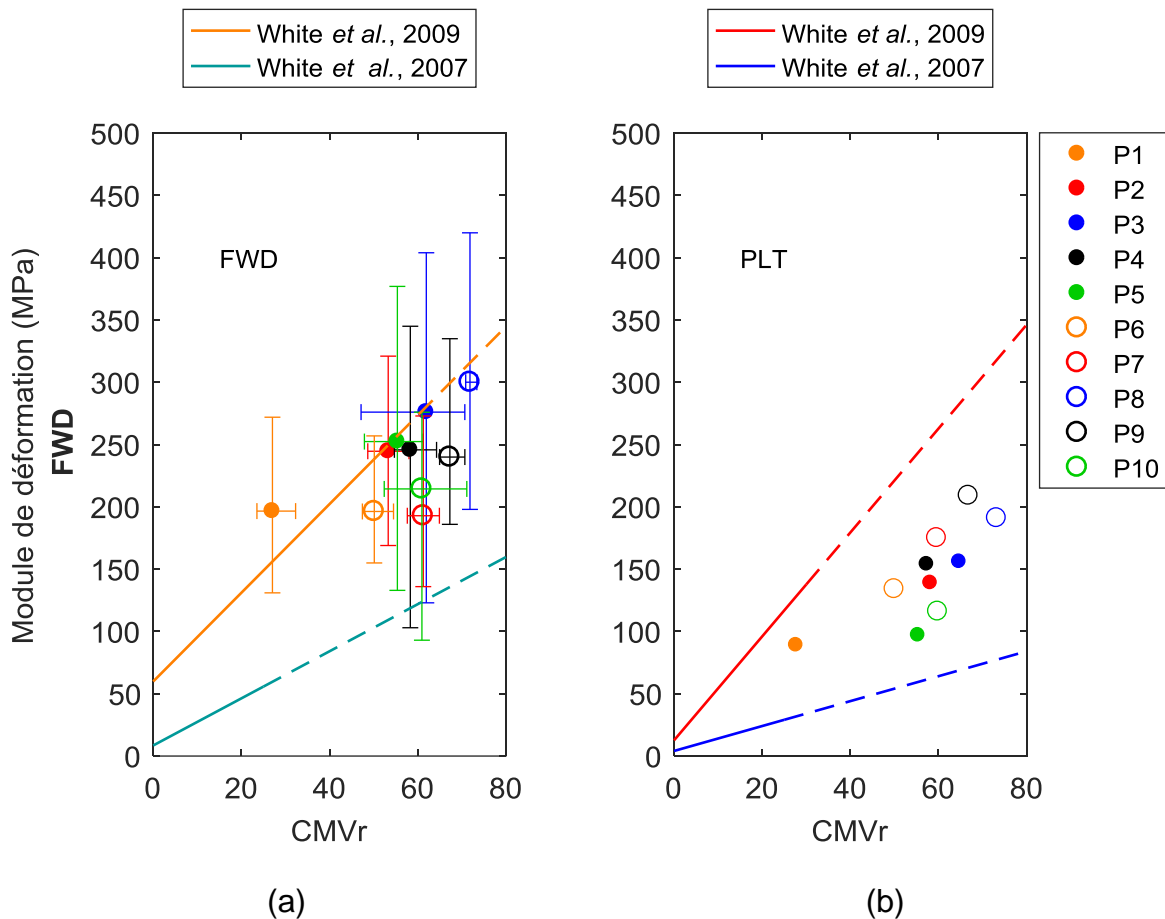 White et al., 2009
White et al., 2007
White et al., 2009
White et al., 2007
Module de déformation (MPa)
FWD
500
450
400
350
300
250
200
150
100
50
0
FWD
0
20
40
60
80
CMVr
(a)
500
450
400
350
300
250
200
150
100
50
0
PLT
0
20
40
60
80
CMVr
(b)
P1
P2
P3
P4
P5
P6
P7
P8
P9
P10